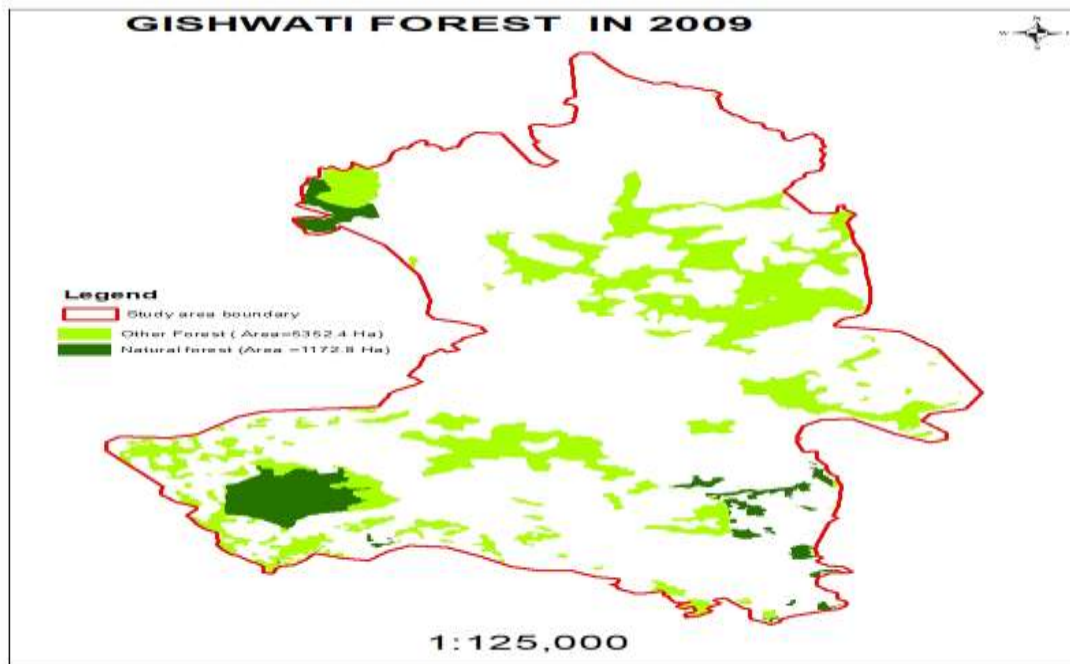 GISHWATI FOREST IN 2009
N
W E
S
Legend
Study area boundary
Other Forest ( Area=5352.4 Ha)
Natural forest (Area =1172.8 Ha)
1:125,000